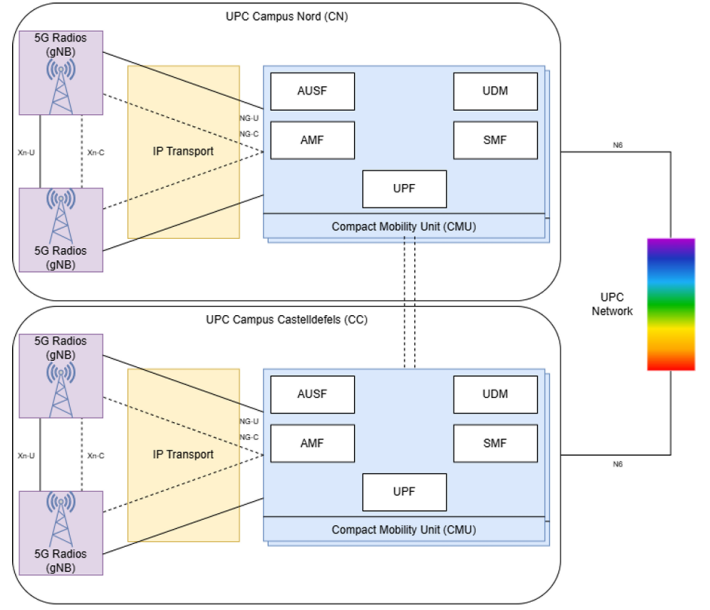 UPC Campus Nord (CN)
5G Radios
(gNB)
Xn-U
Xn-C
5G Radios
(gNB)
IP Transport
NG-U
NG-C
AUSF
UDM
AMF
SMF
UPF
Compact Mobility Unit (CMU)
N6
UPC
Network
UPC Campus Castelldefels (CC)
5G Radios
(gNB)
Xn-U
Xn-C
5G Radios
(gNB)
IP Transport
NG-U
NG-C
AUSF
UDM
AMF
SMF
UPF
Compact Mobility Unit (CMU)
N6